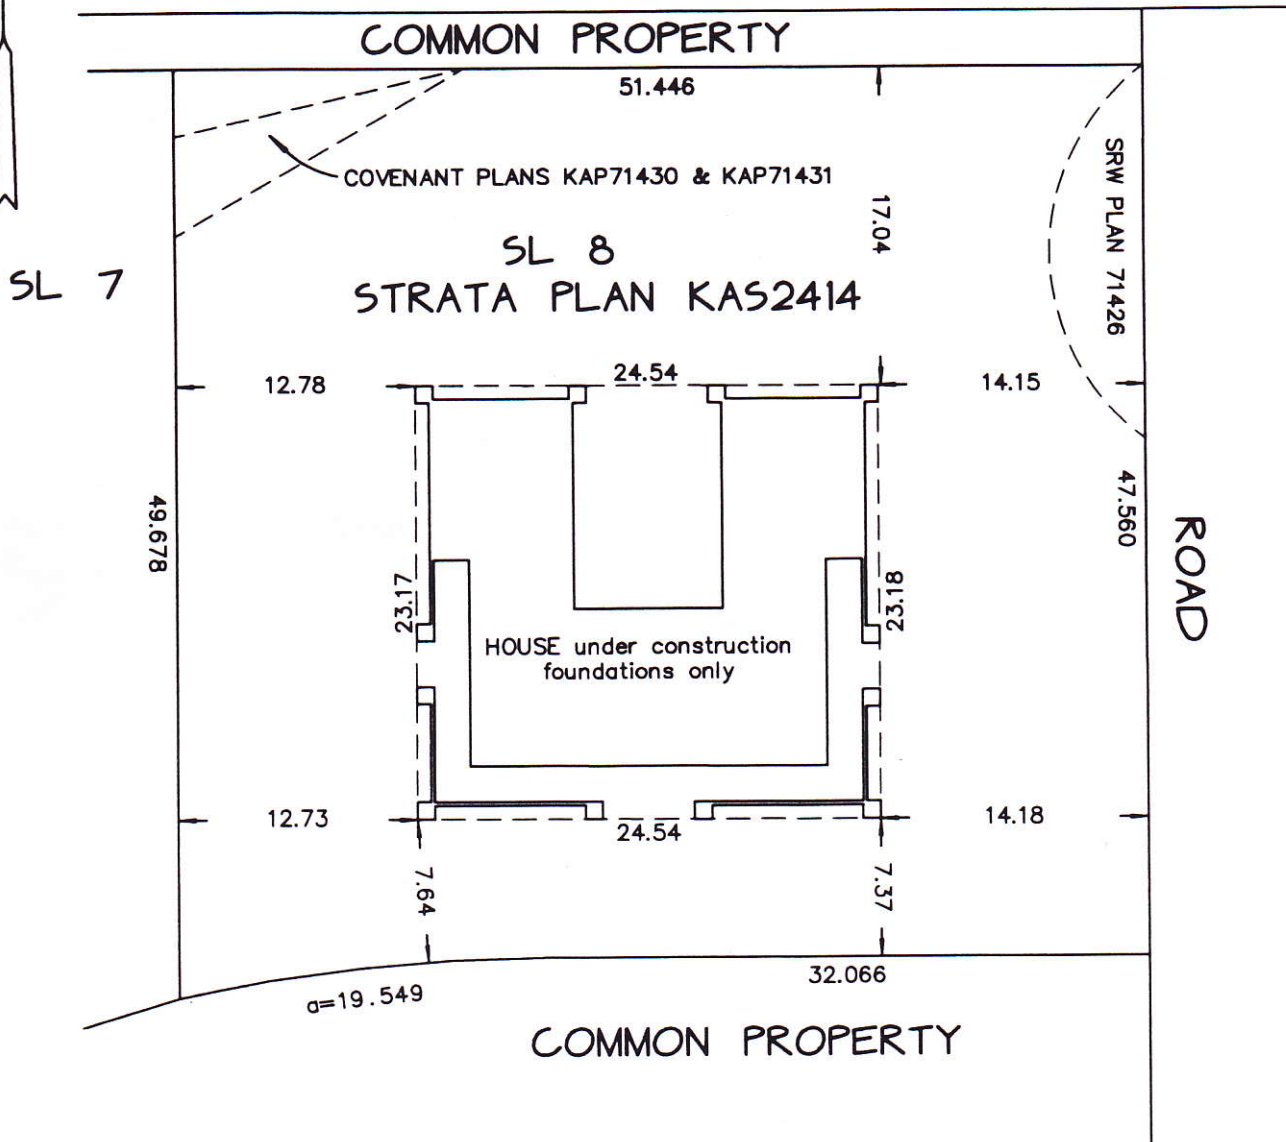 COMMON PROPERTY
51.446
COVENANT PLANS KAP71430 & KAP71431
SRW PLAN 71426
17.04
SL 8
SL 7
STRATA PLAN KAS2414
12.78
24.54
14.15
49.678
47.560
23.17
23.18
ROAD
HOUSE under construction
foundations only
12.73
24.54
14.18
7.64
7.37
a=19.549
32.066
COMMON PROPERTY